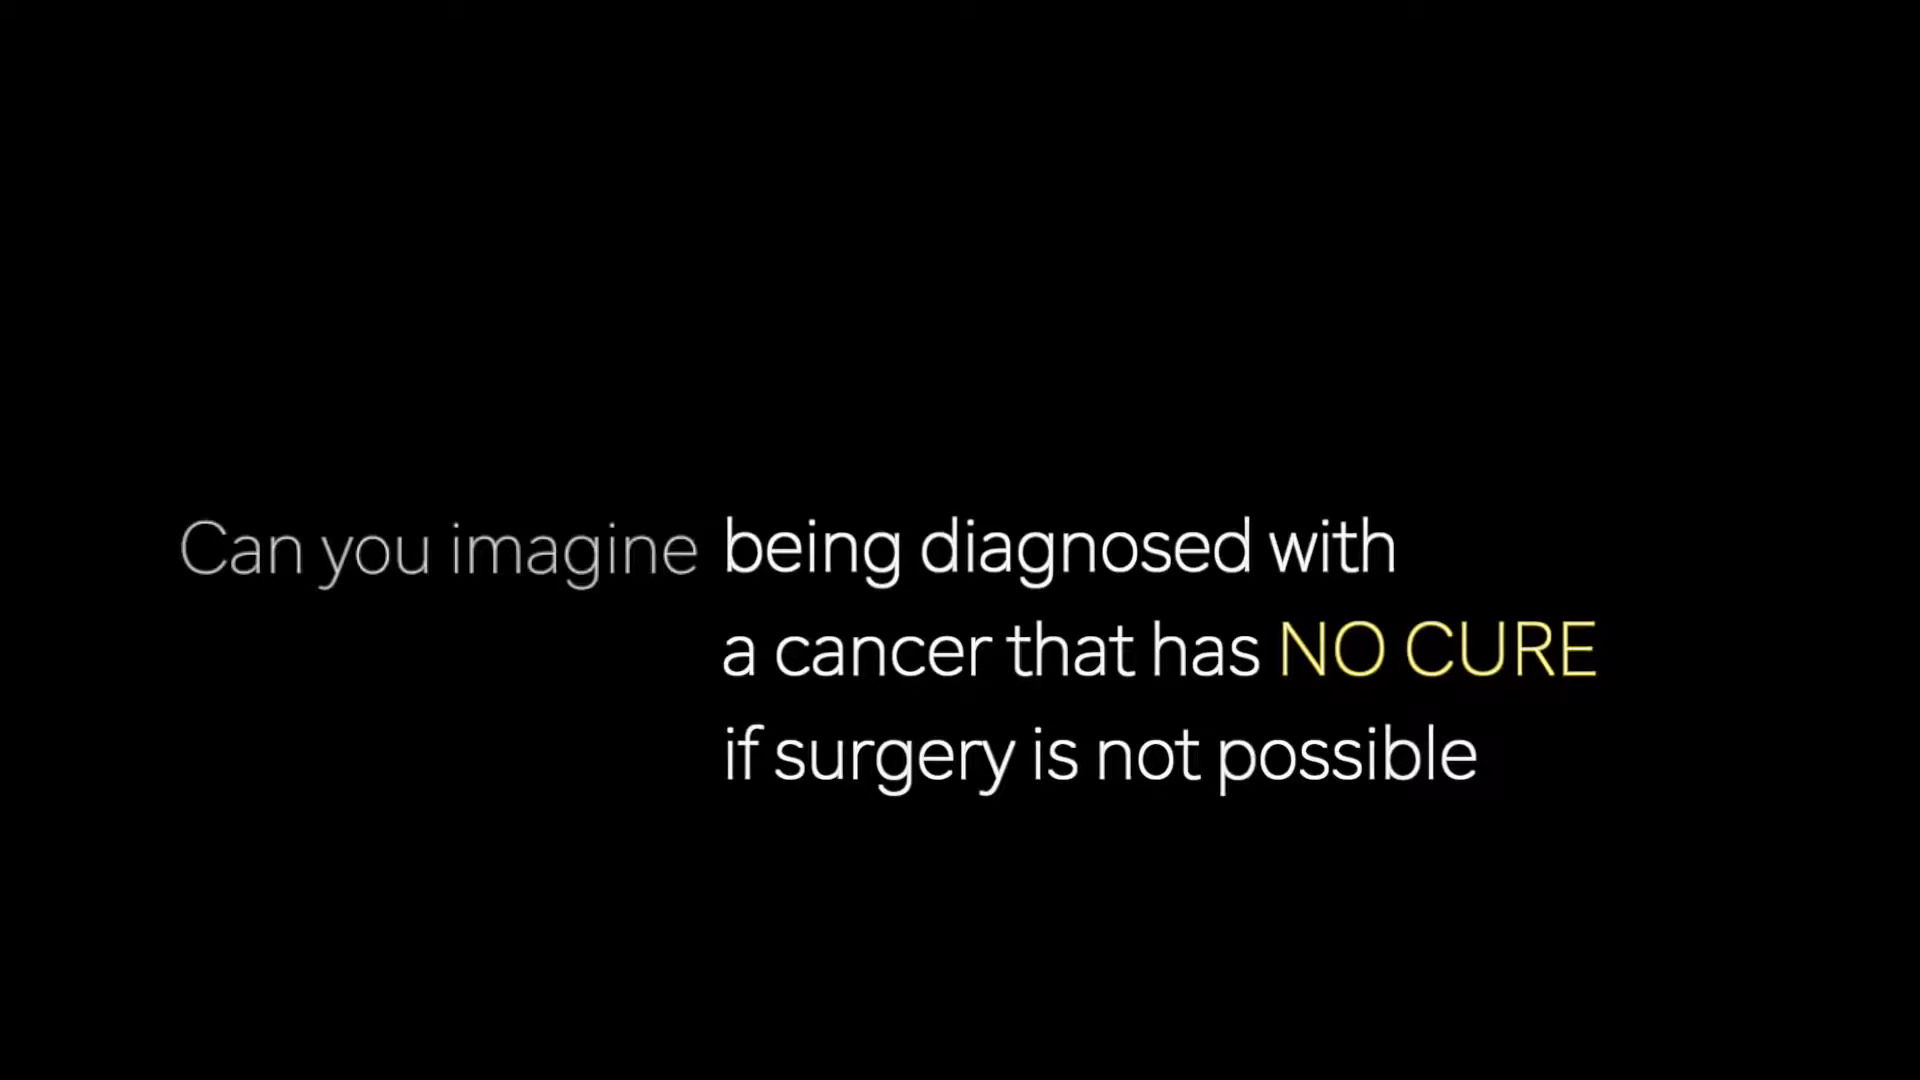 Can you imagine being diagnosed with
a cancer that has NO CURE
if surgery is not possible